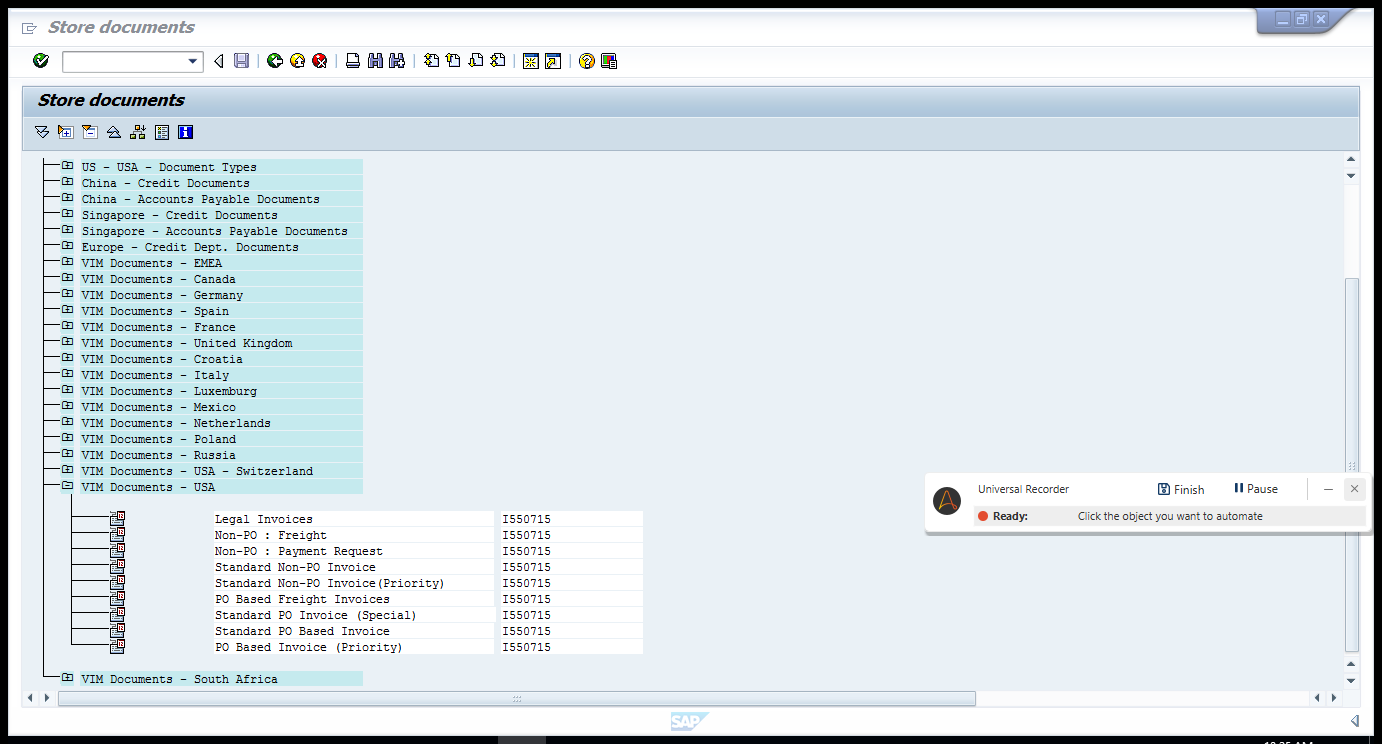 Store documents
Store documents
US - USA - Document Types
China - Credit Documents
China - Accounts Payable Documents
Singapore - Credit Documents
Singapore - Accounts Payable Documents
Europe - Credit Dept. Documents
VIM Documents - EMEA
VIM Documents - Canada
VIM Documents - Germany
VIM Documents - Spain
VIM Documents - France
VIM Documents - United Kingdom
VIM Documents - Croatia
VIM Documents - Italy
VIM Documents - Luxemburg
VIM Documents - Mexico
VIM Documents - Netherlands
VIM Documents - Poland
VIM Documents - Russia
VIM Documents - USA - Switzerland
VIM Documents - USA
Universal Recorder Finish Pause
Ready: Click the object you want to automate
Legal Invoices I550715
Non-PO : Freight I550715
Non-PO : Payment Request I550715
Standard Non-PO Invoice I550715
Standard Non-PO Invoice(Priority) I550715
PO Based Freight Invoices I550715
Standard PO Invoice (Special) I550715
Standard PO Based Invoice I550715
PO Based Invoice (Priority) I550715
VIM Documents - South Africa
SAP